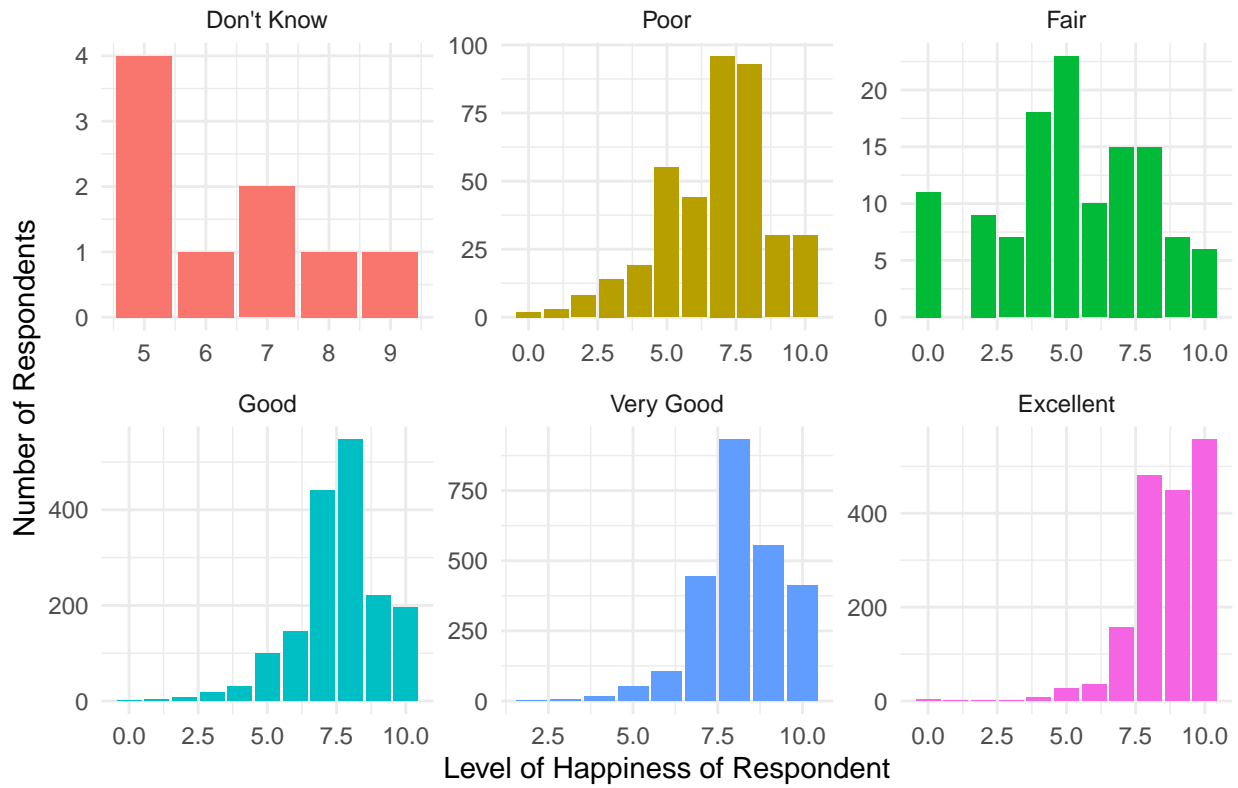 Don't Know
Poor
Fair
4
3
2
1
0
100
75
50
25
0
20
15
10
5
0
5 6 7 8 9
0.0 2.5 5.0 7.5 10.0
0.0 2.5 5.0 7.5 10.0
Number of Respondents
Good
Very Good
Excellent
400
200
0
750
500
250
0
400
200
0
0.0 2.5 5.0 7.5 10.0
2.5 5.0 7.5 10.0
0.0 2.5 5.0 7.5 10.0
Level of Happiness of Respondent